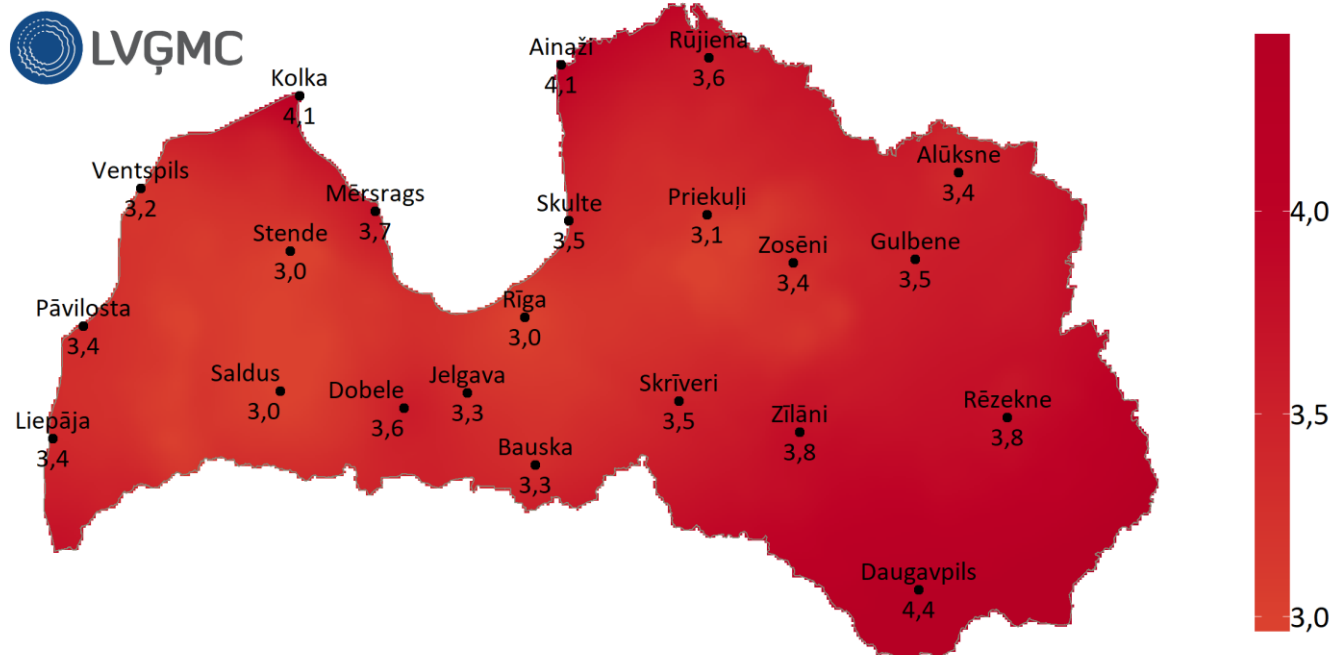 LVĢMC
Ainaži
4,1
Rūjiena
3,6
Kolka
4,1
Ventspils
3,2
Mērsrags
3,7
Stende
3,0
Skulte
3,5
Priekuļi
3,1
Alūksne
3,4
Zosēni
3,4
Gulbene
3,5
4,0
Pāvilosta
3,4
Rīga
3,0
Saldus
3,0
Dobele
3,6
Jelgava
3,3
Skrīveri
3,5
Zīlāni
3,8
Rēzekne
3,8
3,5
Liepāja
3,4
Bauska
3,3
Daugavpils
4,4
3,0